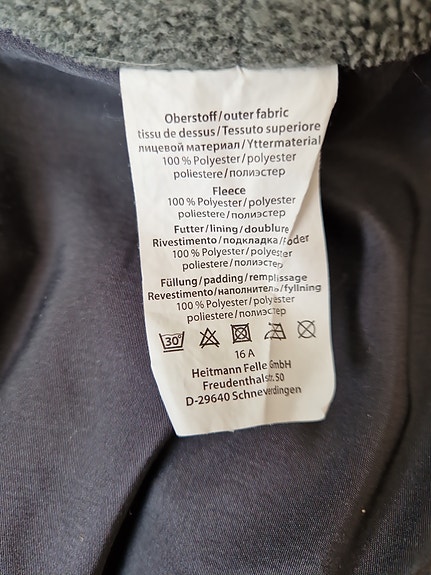 Oberstoff/outer fabric
tissu de dessus/Tessuto superiore
лицевой материал/Yttermaterial
100 % Polyester/polyester
poliestere/полиэстер
Fleece
100 % Polyester/polyester
poliestere/полиэстер
Futter/lining/doublure
Rivestimento/подкладка/Foder
100 % Polyester/polyester
poliestere/полиэстер
Füllung/padding/remplissage
Revestimento/наполнитель/fyllning
100 % Polyester/polyester
poliestere/полиэстер
30°
16 A
Heitmann Felle GmbH
Freudenthalstr. 50
D-29640 Schneverdingen